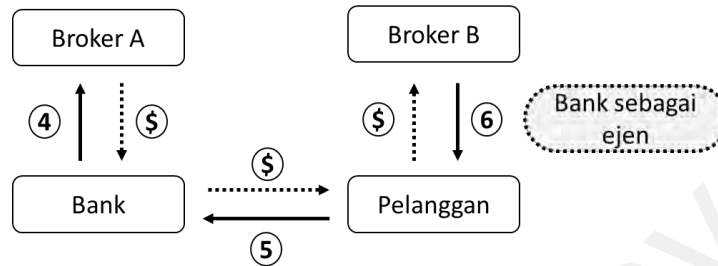 Broker A
Broker B
4
$
$
6
Bank sebagai
ejen
$
Bank
Pelanggan
5